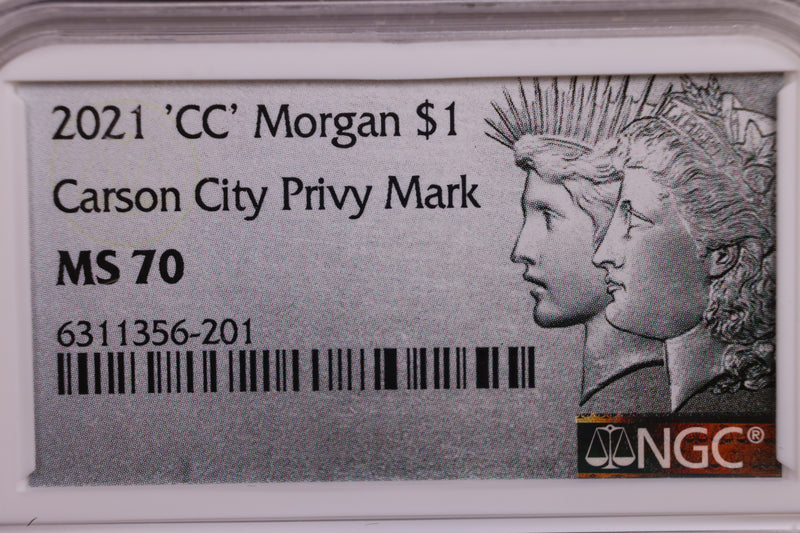 2021 'CC' Morgan $1
Carson City Privy Mark
MS 70
6311356-201
NGC®